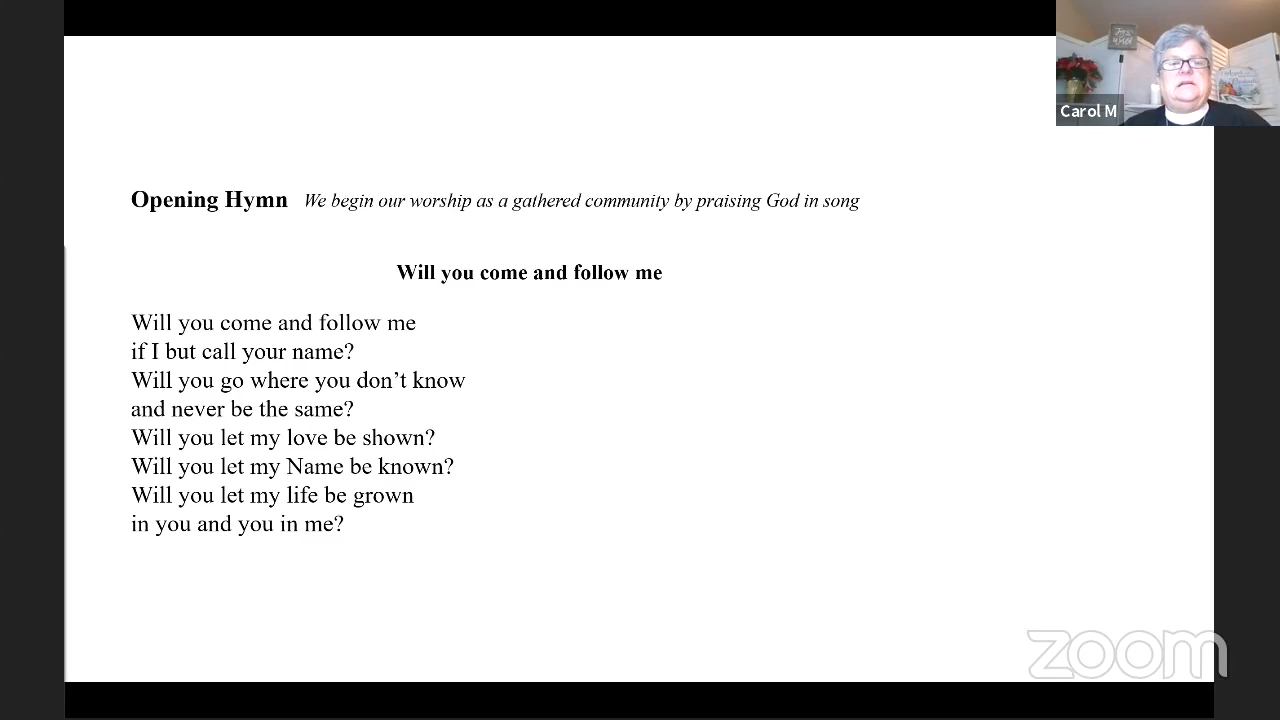 Carol M
Opening Hymn We begin our worship as a gathered community by praising God in song
Will you come and follow me
Will you come and follow me
if I but call your name?
Will you go where you don’t know
and never be the same?
Will you let my love be shown?
Will you let my Name be known?
Will you let my life be grown
in you and you in me?
zoom